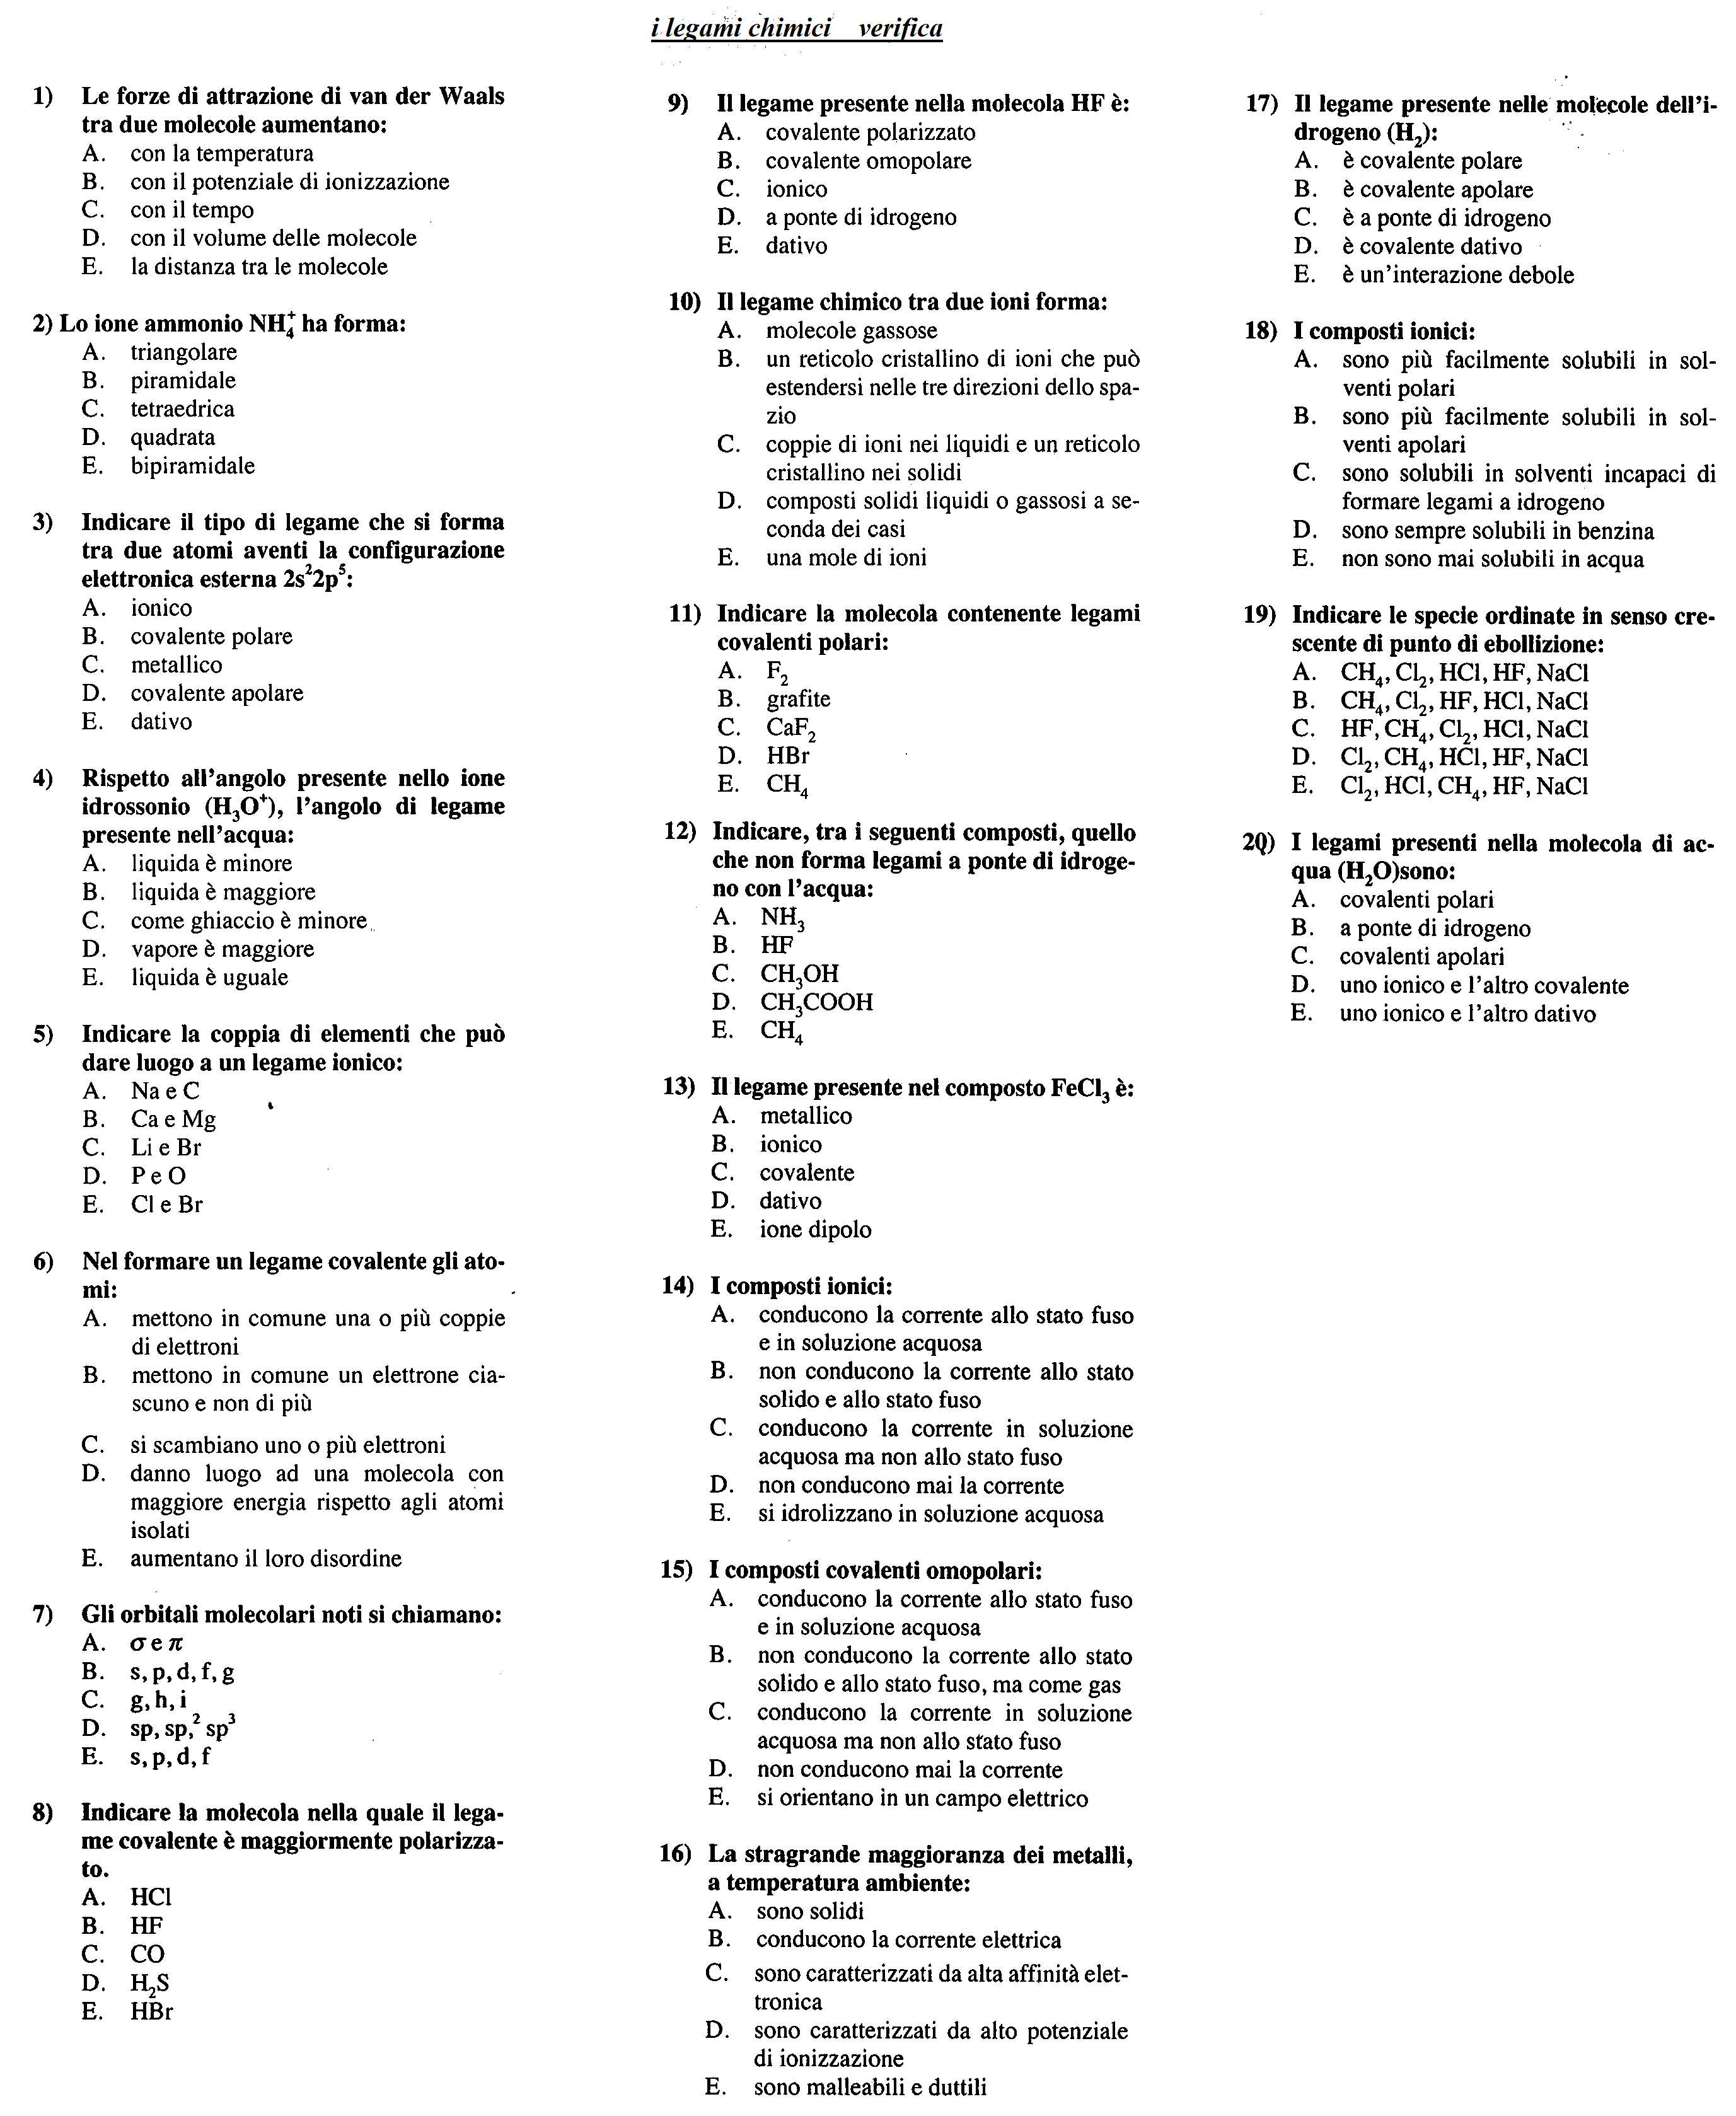 i legami chimici verifica
1) Le forze di attrazione di van der Waals
tra due molecole aumentano:
A. con la temperatura
B. con il potenziale di ionizzazione
C. con il tempo
D. con il volume delle molecole
E. la distanza tra le molecole
2) Lo ione ammonio NH₄⁺ ha forma:
A. triangolare
B. piramidale
C. tetraedrica
D. quadrata
E. bipiramidale
3) Indicare il tipo di legame che si forma
tra due atomi aventi la configurazione
elettronica esterna 2s²2p⁵:
A. ionico
B. covalente polare
C. metallico
D. covalente apolare
E. dativo
4) Rispetto all'angolo presente nello ione
idrossonio (H₃O⁺), l'angolo di legame
presente nell'acqua:
A. liquida è minore
B. liquida è maggiore
C. come ghiaccio è minore
D. vapore è maggiore
E. liquida è uguale
5) Indicare la coppia di elementi che può
dare luogo a un legame ionico:
A. Na e C
B. Ca e Mg
C. Li e Br
D. P e O
E. Cl e Br
6) Nel formare un legame covalente gli ato-
mi:
A. mettono in comune una o più coppie
di elettroni
B. mettono in comune un elettrone cia-
scuno e non di più
C. si scambiano uno o più elettroni
D. danno luogo ad una molecola con
maggiore energia rispetto agli atomi
isolati
E. aumentano il loro disordine
7) Gli orbitali molecolari noti si chiamano:
A. σ e π
B. s, p, d, f, g
C. g, h, i
D. sp, sp,² sp³
E. s, p, d, f
8) Indicare la molecola nella quale il lega-
me covalente è maggiormente polarizza-
to.
A. HCl
B. HF
C. CO
D. H₂S
E. HBr
9) Il legame presente nella molecola HF è:
A. covalente polarizzato
B. covalente omopolare
C. ionico
D. a ponte di idrogeno
E. dativo
10) Il legame chimico tra due ioni forma:
A. molecole gassose
B. un reticolo cristallino di ioni che può
estendersi nelle tre direzioni dello spa-
zio
C. coppie di ioni nei liquidi e un reticolo
cristallino nei solidi
D. composti solidi liquidi o gassosi a se-
conda dei casi
E. una mole di ioni
11) Indicare la molecola contenente legami
covalenti polari:
A. F₂
B. grafite
C. CaF₂
D. HBr
E. CH₄
12) Indicare, tra i seguenti composti, quello
che non forma legami a ponte di idroge-
no con l'acqua:
A. NH₃
B. HF
C. CH₃OH
D. CH₃COOH
E. CH₄
13) Il legame presente nel composto FeCl₃ è:
A. metallico
B. ionico
C. covalente
D. dativo
E. ione dipolo
14) I composti ionici:
A. conducono la corrente allo stato fuso
e in soluzione acquosa
B. non conducono la corrente allo stato
solido e allo stato fuso
C. conducono la corrente in soluzione
acquosa ma non allo stato fuso
D. non conducono mai la corrente
E. si idrolizzano in soluzione acquosa
15) I composti covalenti omopolari:
A. conducono la corrente allo stato fuso
e in soluzione acquosa
B. non conducono la corrente allo stato
solido e allo stato fuso, ma come gas
C. conducono la corrente in soluzione
acquosa ma non allo stato fuso
D. non conducono mai la corrente
E. si orientano in un campo elettrico
16) La stragrande maggioranza dei metalli,
a temperatura ambiente:
A. sono solidi
B. conducono la corrente elettrica
C. sono caratterizzati da alta affinità elet-
tronica
D. sono caratterizzati da alto potenziale
di ionizzazione
E. sono malleabili e duttili
17) Il legame presente nelle molecole dell'i-
drogeno (H₂):
A. è covalente polare
B. è covalente apolare
C. è a ponte di idrogeno
D. è covalente dativo
E. è un'interazione debole
18) I composti ionici:
A. sono più facilmente solubili in sol-
venti polari
B. sono più facilmente solubili in sol-
venti apolari
C. sono solubili in solventi incapaci di
formare legami a idrogeno
D. sono sempre solubili in benzina
E. non sono mai solubili in acqua
19) Indicare le specie ordinate in senso cre-
scente di punto di ebollizione:
A. CH₄, Cl₂, HCl, HF, NaCl
B. CH₄, Cl₂, HF, HCl, NaCl
C. HF, CH₄, Cl₂, HCl, NaCl
D. Cl₂, CH₄, HCl, HF, NaCl
E. Cl₂, HCl, CH₄, HF, NaCl
20) I legami presenti nella molecola di ac-
qua (H₂O)sono:
A. covalenti polari
B. a ponte di idrogeno
C. covalenti apolari
D. uno ionico e l'altro covalente
E. uno ionico e l'altro dativo